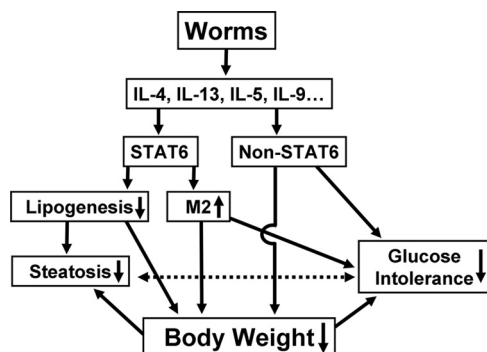 Worms
IL-4, IL-13, IL-5, IL-9...
STAT6
Non-STAT6
Lipogenesis
M2
Steatosis
Glucose
Intolerance
Body Weight